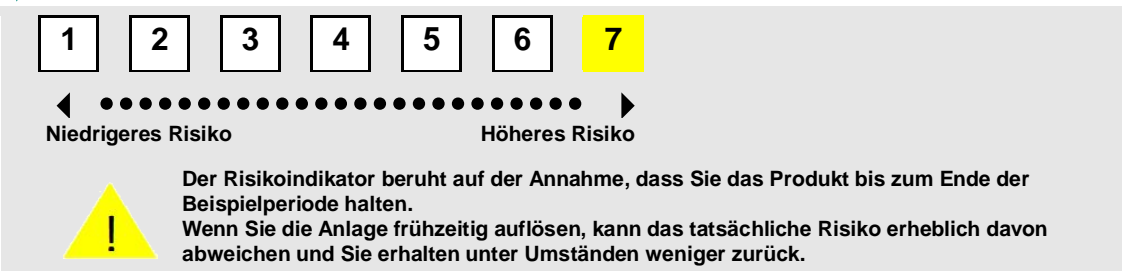 1 2 3 4 5 6 7
Niedrigeres Risiko Höheres Risiko
Der Risikoindikator beruht auf der Annahme, dass Sie das Produkt bis zum Ende der
Beispielperiode halten.
Wenn Sie die Anlage frühzeitig auflösen, kann das tatsächliche Risiko erheblich davon
abweichen und Sie erhalten unter Umständen weniger zurück.
!